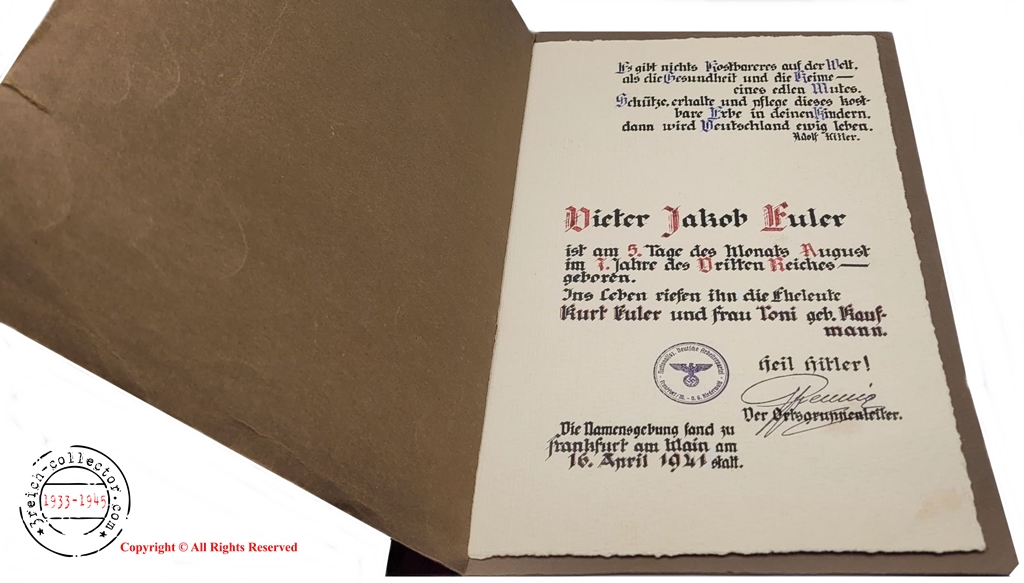 Es gibt nichts Kostbareres auf der Welt,
als die Gesundheit und die Keime—
eines edlen Blutes.
Schütze, erhalte und pflege dieses kost-
bare Erbe in deinen Kindern,
dann wird Deutschland ewig leben.
Adolf Hitler.
Dieter Jakob Euler
ist am 5. Tage des Monats August
im 7. Jahre des Dritten Reiches—
geboren.
Ins Leben riefen ihn die Eheleute
Kurt Euler und Frau Toni geb. Kauf-
mann.
Heil Hitler!
Der Ortsgruppenleiter.
Die Namensgebung fand zu
Frankfurt am Main am
16. April 1941 statt.
Nationalsoz. Deutsche Arbeiterpartei
3reich-collector.com
1933-1945
Copyright © All Rights Reserved